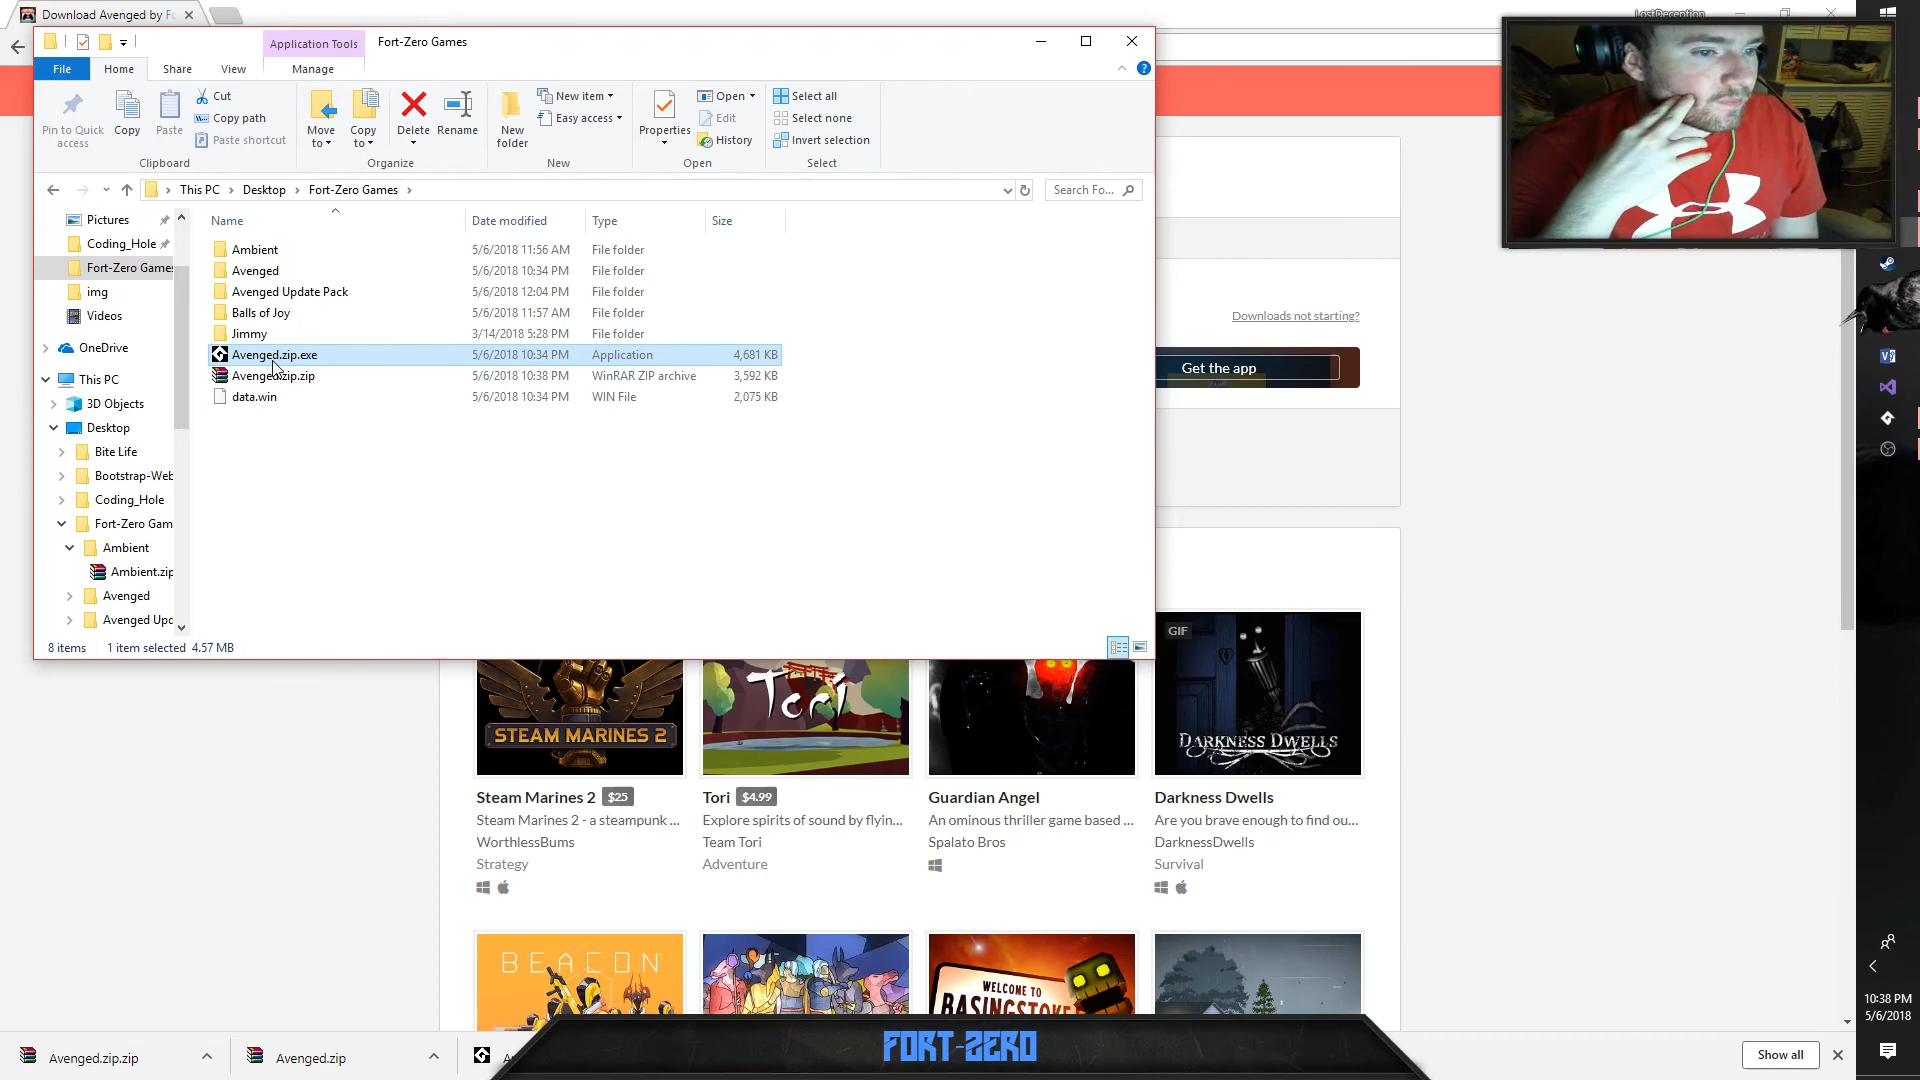 Download Avenged by Fo
LostDeception
Application Tools
Fort-Zero Games
File
Home
Share
View
Manage
Pin to Quick access
Copy
Paste
Cut
Copy path
Paste shortcut
Clipboard
Move to
Copy to
Delete
Rename
Organize
New folder
New item
Easy access
New
Properties
Open
Edit
History
Open
Select all
Select none
Invert selection
Select
This PC
Desktop
Fort-Zero Games
Search Fo...
Name
Date modified
Type
Size
Ambient 5/6/2018 11:56 AM File folder
Avenged 5/6/2018 10:34 PM File folder
Avenged Update Pack 5/6/2018 12:04 PM File folder
Balls of Joy 5/6/2018 11:57 AM File folder
Jimmy 3/14/2018 5:28 PM File folder
Avenged.zip.exe 5/6/2018 10:34 PM Application 4,681 KB
Avenged.zip.zip 5/6/2018 10:38 PM WinRAR ZIP archive 3,592 KB
data.win 5/6/2018 10:34 PM WIN File 2,075 KB
Pictures
Coding_Hole
Fort-Zero Games
img
Videos
OneDrive
This PC
3D Objects
Desktop
Bite Life
Bootstrap-Web
Coding_Hole
Fort-Zero Gam
Ambient
Ambient.zip
Avenged
Avenged Upd
8 items 1 item selected 4.57 MB
Downloads not starting?
Get the app
STEAM MARINES 2
Tori
GIF
DARKNESS DWELLS
Steam Marines 2 $25
Steam Marines 2 - a steampunk ...
WorthlessBums
Strategy
Tori $4.99
Explore spirits of sound by flyin...
Team Tori
Adventure
Guardian Angel
An ominous thriller game based ...
Spalato Bros
Darkness Dwells
Are you brave enough to find ou...
DarknessDwells
Survival
BEACON
WELCOME TO
BASINGSTOKE
Avenged.zip.zip
Avenged.zip
FORT-ZERO
Show all
10:38 PM
5/6/2018